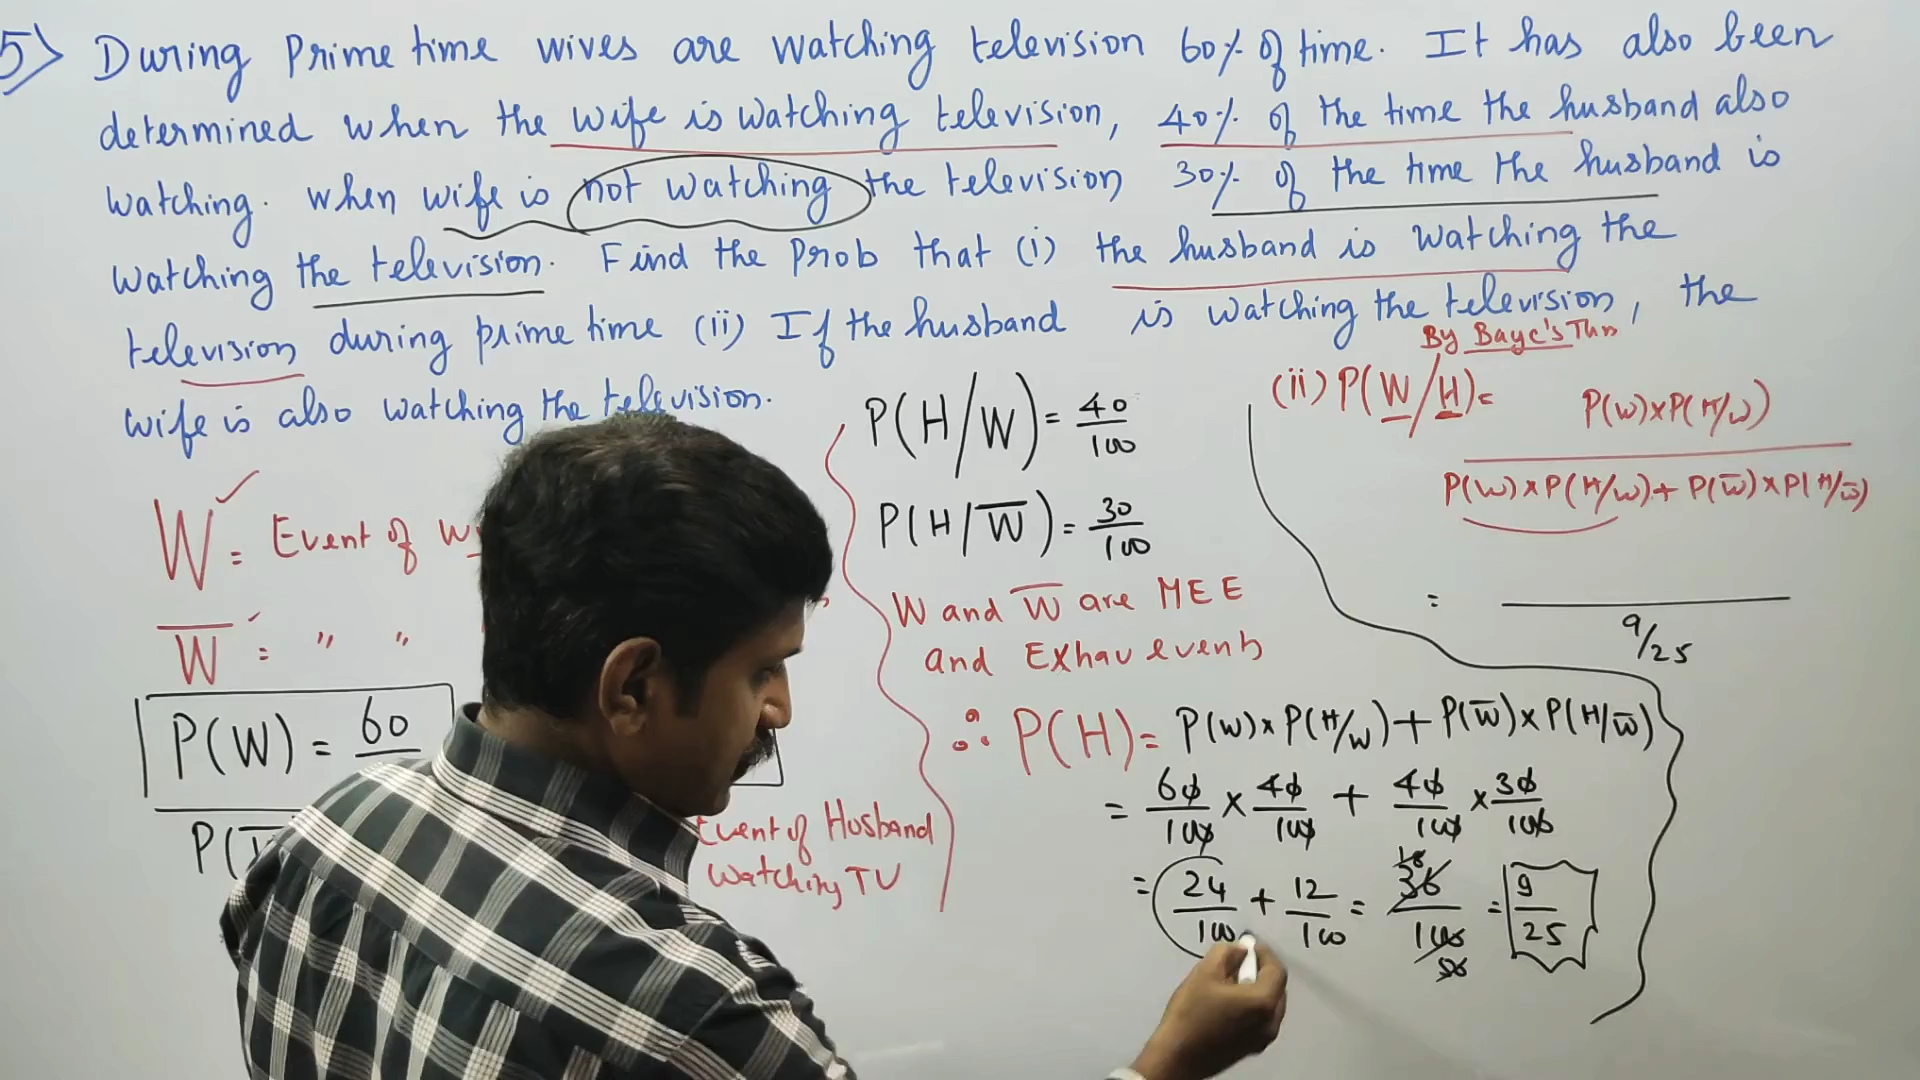 5) During Prime time wives are watching television 60% of time. It has also been
determined when the wife is watching television, 40% of the time the husband also
watching. when wife is not watching the television 30% of the time the husband is
watching the television. Find the prob that (i) the husband is watching the
television during prime time (ii) If the husband is watching the television, the
wife is also watching the television.
W = Event of
W̅ = " "
P(W) = 60
Event of Husband
Watching TV
P(H/W) = 40/100
P(H/W̅) = 30/100
W and W̅ are MEE
and Exhau events
∴ P(H) = P(W) × P(H/W) + P(W̅) × P(H/W̅)
= 60/100 × 40/100 + 40/100 × 30/100
= 24/100 + 12/100 = 36/100 = 9/25
18
50
By Baye's Thm
(ii) P(W/H) = P(W) × P(H/W)
P(W) × P(H/W) + P(W̅) × P(H/W̅)
=
9/25